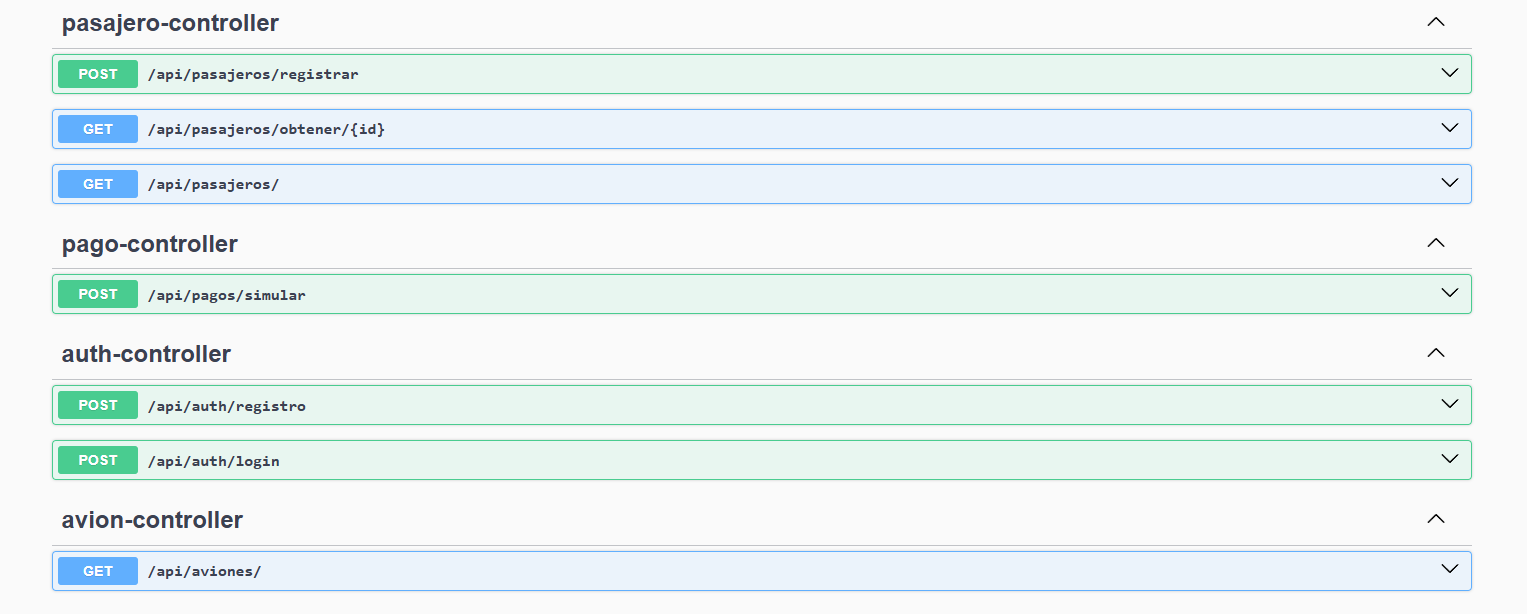 pasajero-controller
POST /api/pasajeros/registrar
GET /api/pasajeros/obtener/{id}
GET /api/pasajeros/
pago-controller
POST /api/pagos/simular
auth-controller
POST /api/auth/registro
POST /api/auth/login
avion-controller
GET /api/aviones/